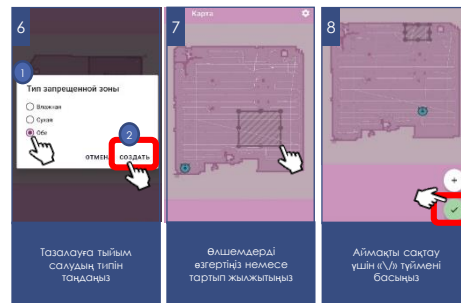 6
1
Тип запрещенной зоны
Влажная
Сухая
Обе
2
ОТМЕН
СОЗДАТЬ
Тазалауға тыйым
салудың типін
таңдаңыз
7
Карта
Өлшемдерді
өзгертіңіз немесе
тартып жылжытыңыз
8
Аймақты сақтау
үшін «\/» түймені
басыңыз